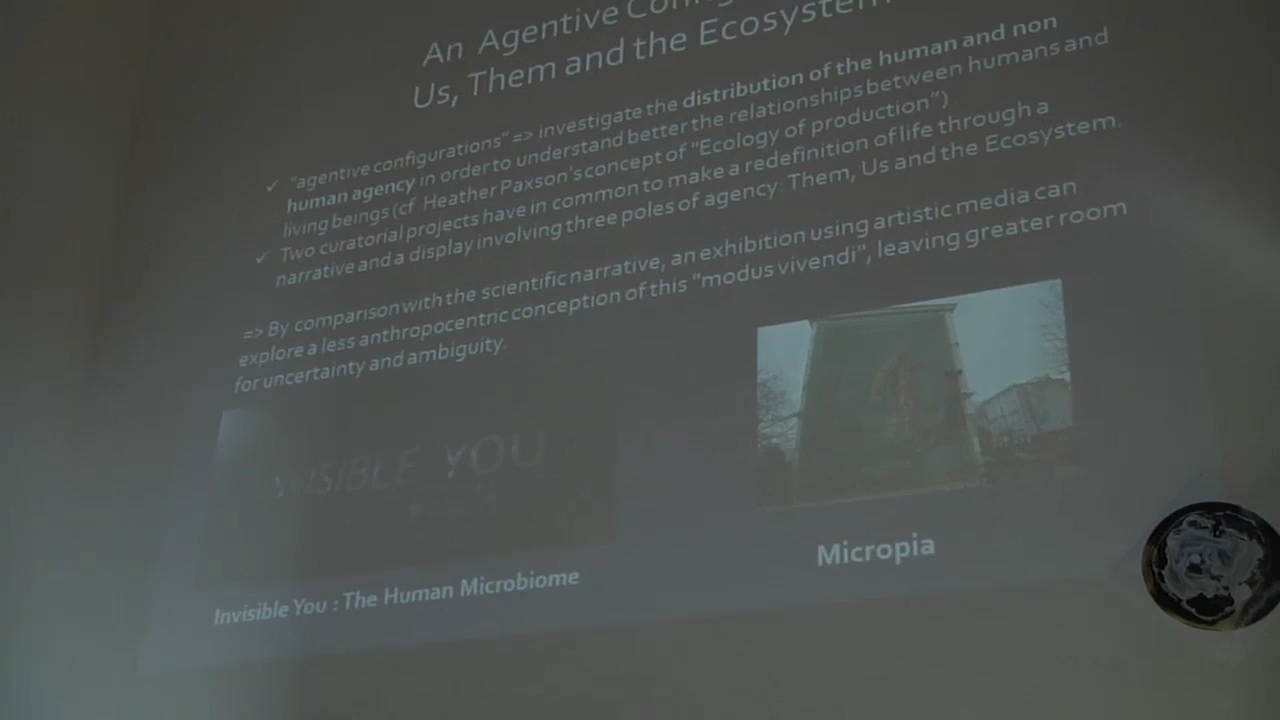 An Agentive
Us, Them and the Ecosystem
✓ "agentive configurations" => investigate the distribution of the human and non
human agency in order to understand better the relationships between humans and
living beings (cf Heather Paxson's concept of "Ecology of production")
✓ Two curatorial projects have in common to make a redefinition of life through a
narrative and a display involving three poles of agency: Them, Us and the Ecosystem.
=> By comparison with the scientific narrative, an exhibition using artistic media can
explore a less anthropocentric conception of this "modus vivendi", leaving greater room
for uncertainty and ambiguity.
VISIBLE YOU
Micropia
Invisible You : The Human Microbiome